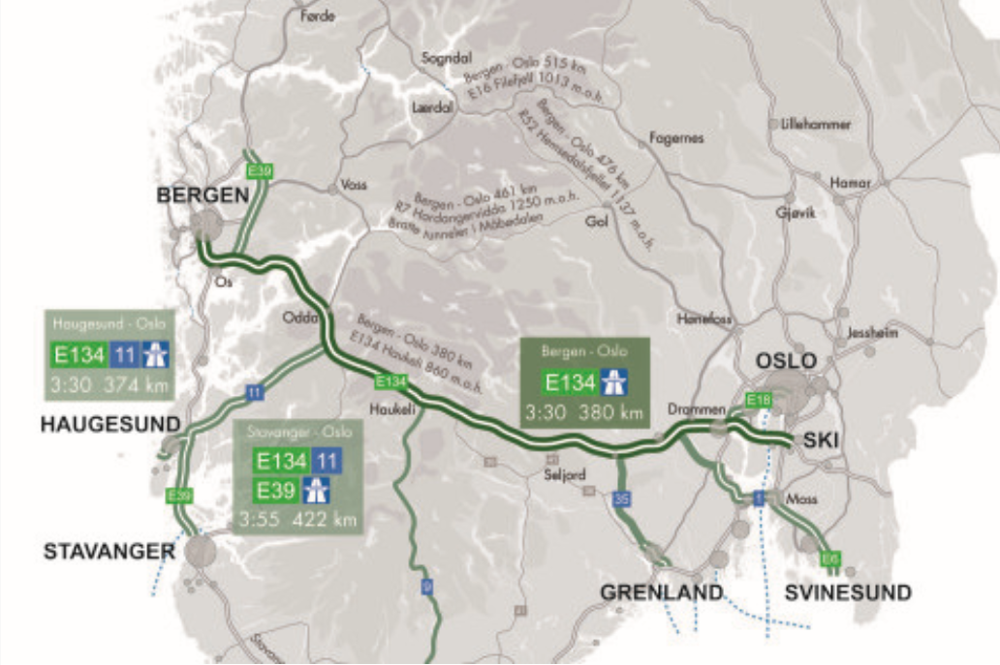 Førde
Sogndal
Bergen - Oslo 515 km
E16 Filefjell 1013 m.o.h.
Lærdal
Bergen - Oslo 476 km
R52 Hemsedalsfjellet 1137 m.o.h.
Lillehammer
Fagernes
E39
Voss
Hamar
BERGEN
Bergen - Oslo 461 km
R7 Hardangervidda 1250 m.o.h.
Bratte tunneler i Måbødalen
Gjøvik
Gol
Os
Odda
Bergen - Oslo 380 km
E134 Haukeli 860 m.o.h.
Hønefoss
Jessheim
Haugesund - Oslo
E134 11
3:30 374 km
Bergen - Oslo
E134
3:30 380 km
OSLO
E134
11
E18
Haukeli
Drammen
HAUGESUND
SKI
Stavanger - Oslo
E134 11
E39
3:55 422 km
Seljord
E39
35
1
Moss
STAVANGER
E6
9
GRENLAND
SVINESUND